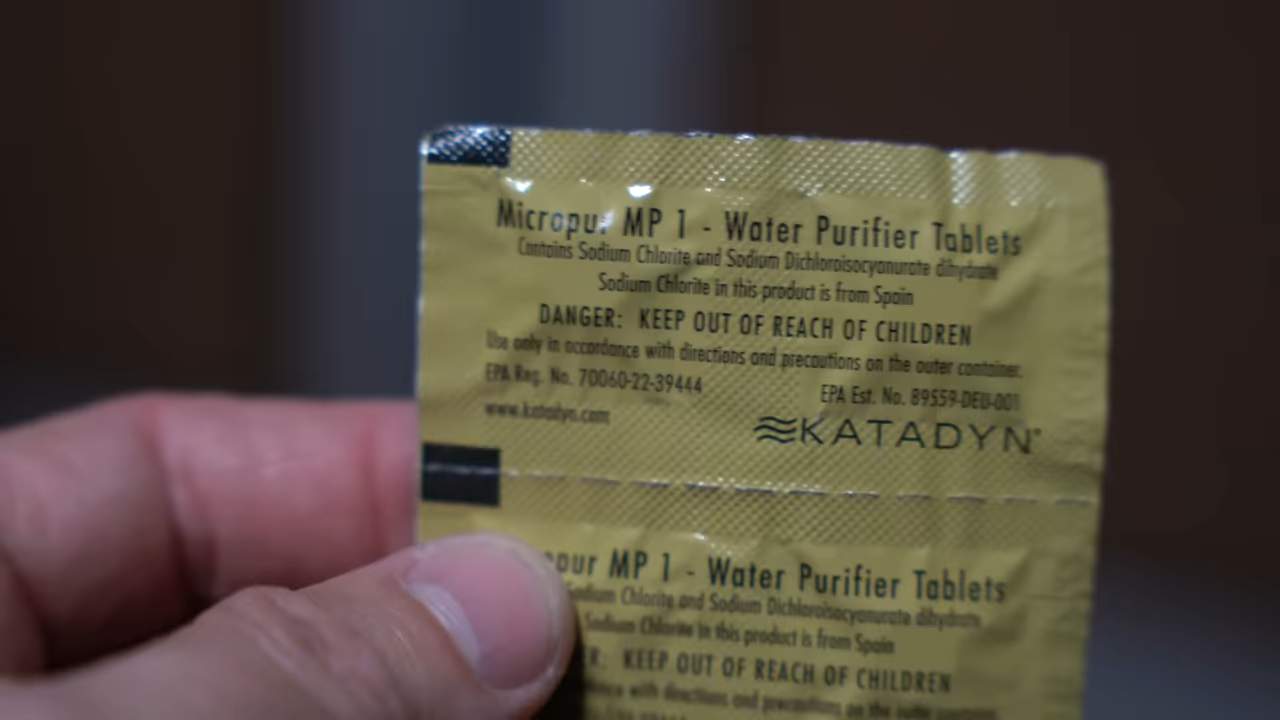 Micropur MP 1 - Water Purifier Tablets
Contains Sodium Chlorite and Sodium Dichloroisocyanurate dihydrate
Sodium Chlorite in this product is from Spain
DANGER: KEEP OUT OF REACH OF CHILDREN
Use only in accordance with directions and precautions on the outer container.
EPA Reg. No. 70060-22-39444 EPA Est. No. 89559-DEU-001
www.katadyn.com KATADYN
pur MP 1 - Water Purifier Tablets
Sodium Chlorite and Sodium Dichloroisocyanurate dihydrate
Sodium Chlorite in this product is from Spain
R: KEEP OUT OF REACH OF CHILDREN
with directions and precautions on the outer